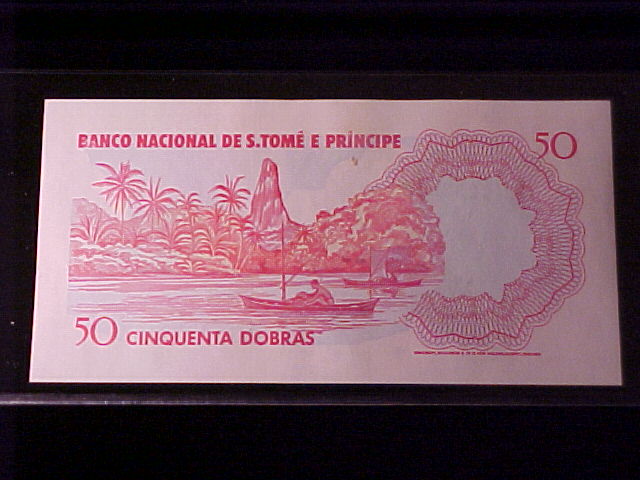 BANCO NACIONAL DE S.TOMÉ E PRÍNCIPE
50
50 CINQUENTA DOBRAS